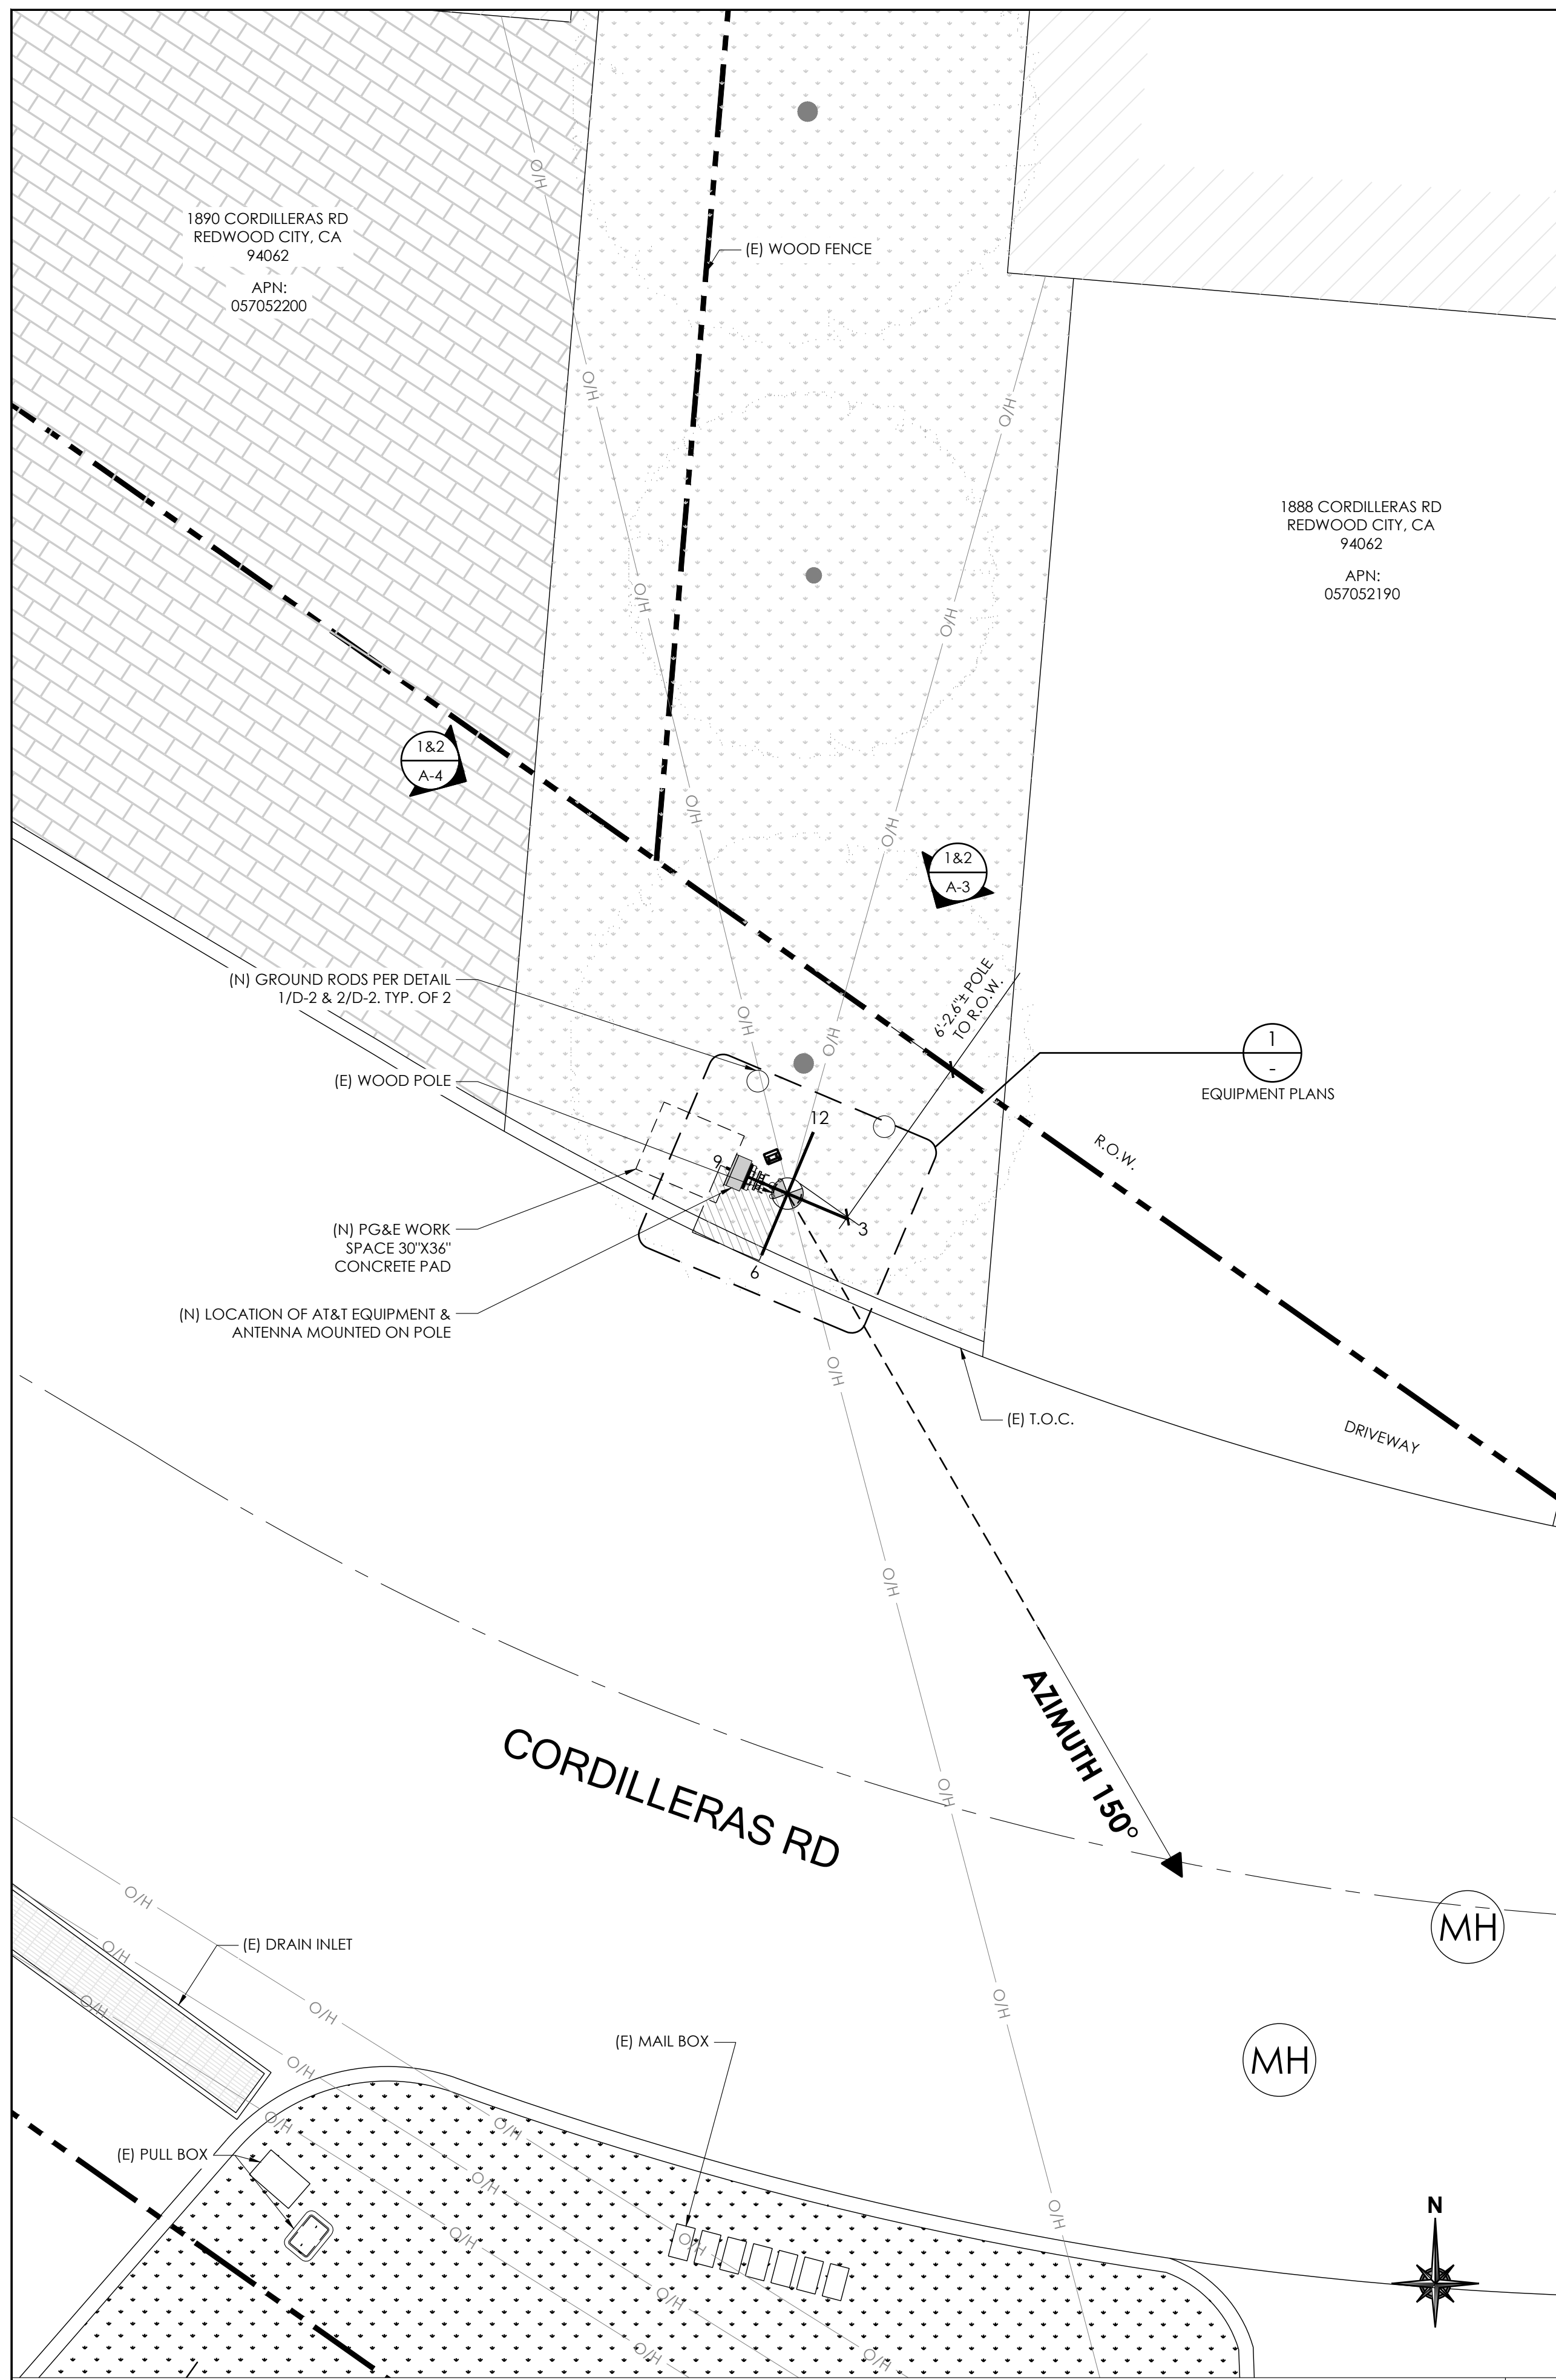 1890 CORDILLERAS RD
REDWOOD CITY, CA
94062
APN:
057052200
(E) WOOD FENCE
O/H
O/H
O/H
1888 CORDILLERAS RD
REDWOOD CITY, CA
94062
APN:
057052190
O/H
O/H
1&2
A-4
O/H
O/H
1&2
A-3
(N) GROUND RODS PER DETAIL
1/D-2 & 2/D-2. TYP. OF 2
6'-2.6"± POLE
TO R.O.W.
O/H
O/H
1
-
EQUIPMENT PLANS
(E) WOOD POLE
12
9
3
6
R.O.W.
(N) PG&E WORK
SPACE 30"X36"
CONCRETE PAD
(N) LOCATION OF AT&T EQUIPMENT &
ANTENNA MOUNTED ON POLE
O/H
(E) T.O.C.
DRIVEWAY
O/H
AZIMUTH 150°
CORDILLERAS RD
O/H
O/H
O/H
O/H
(E) DRAIN INLET
MH
O/H
O/H
(E) MAIL BOX
MH
O/H
O/H
O/H
(E) PULL BOX
O/H
O/H
O/H
O/H
O/H
O/H
O/H
N